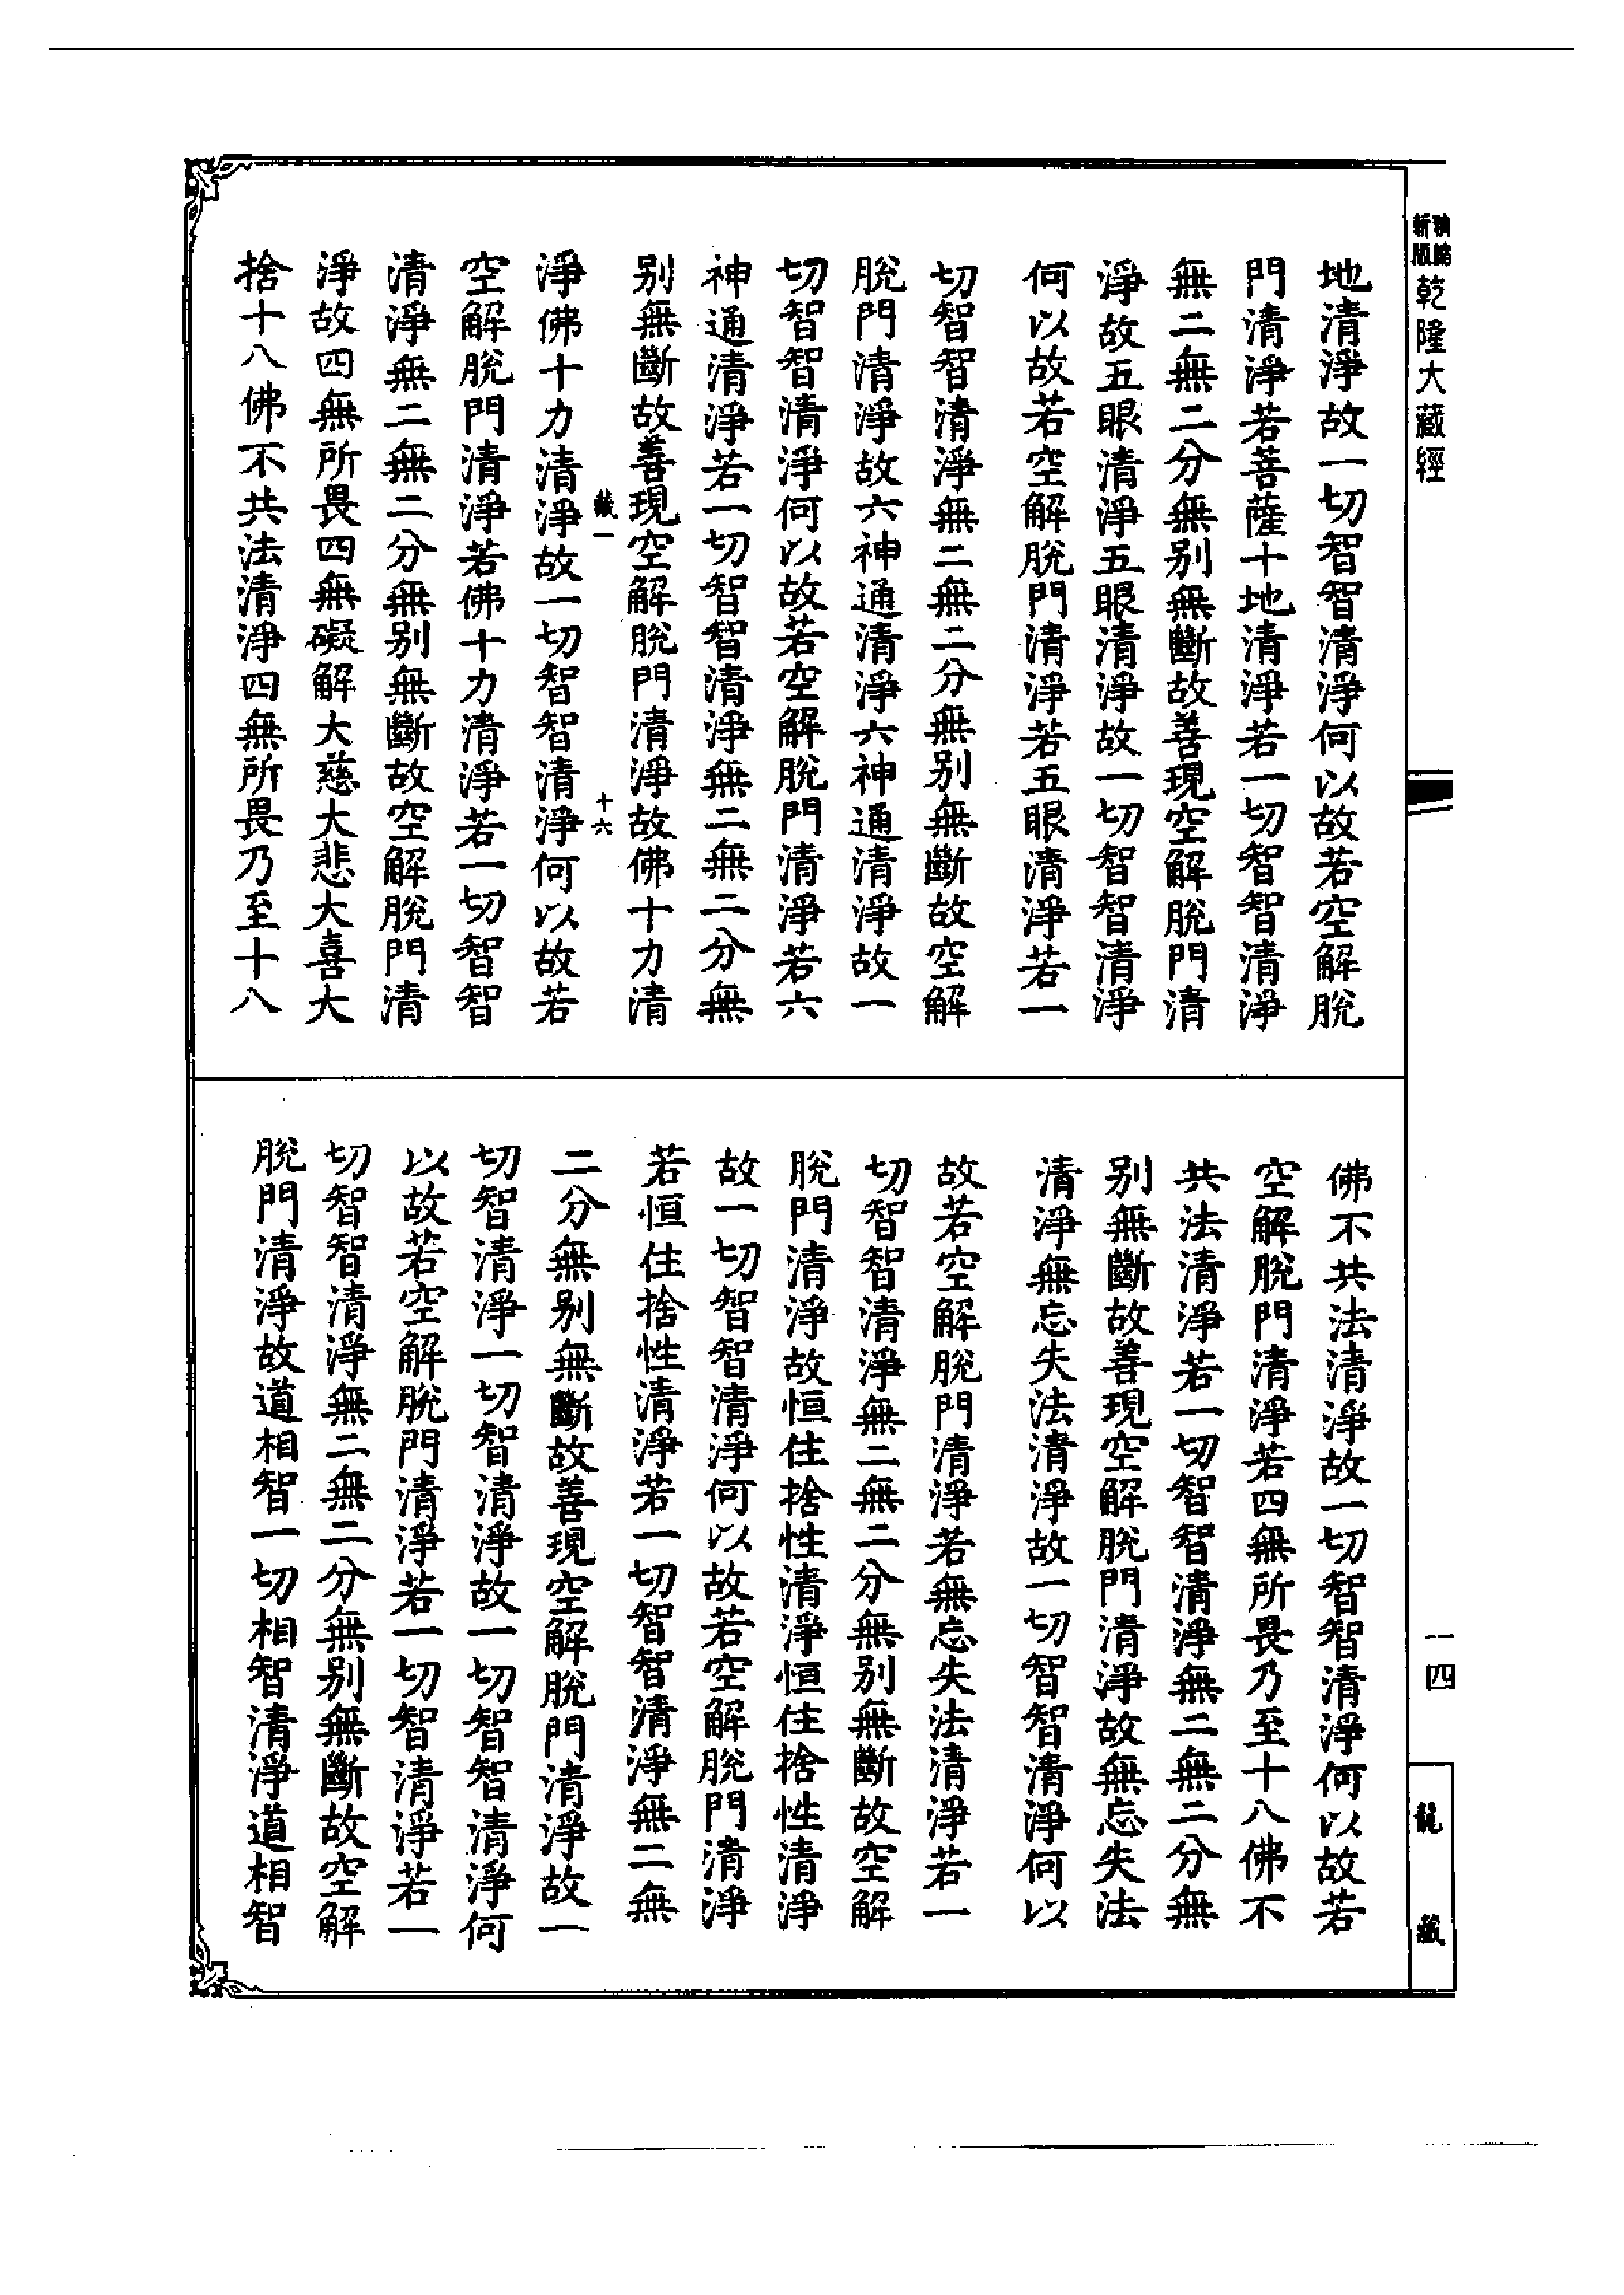 新版
精縮
乾隆大藏經
一四
龍藏
地清淨故一切智智清淨何以故若空解脫
門清淨若菩薩十地清淨若一切智智清淨
無二無二分無別無斷故善現空解脫門清
淨故五眼清淨五眼清淨故一切智智清淨
何以故若空解脫門清淨若五眼清淨若一
切智智清淨無二無二分無別無斷故空解
脫門清淨故六神通清淨六神通清淨故一
切智智清淨何以故若空解脫門清淨若六
神通清淨若一切智智清淨無二無二分無
別無斷故善現空解脫門清淨故佛十力清
藏一 十六
淨佛十力清淨故一切智智清淨何以故若
空解脫門清淨若佛十力清淨若一切智智
清淨無二無二分無別無斷故空解脫門清
淨故四無所畏四無礙解大慈大悲大喜大
捨十八佛不共法清淨四無所畏乃至十八
佛不共法清淨故一切智智清淨何以故若
空解脫門清淨若四無所畏乃至十八佛不
共法清淨若一切智智清淨無二無二分無
別無斷故善現空解脫門清淨故無忘失法
清淨無忘失法清淨故一切智智清淨何以
故若空解脫門清淨若無忘失法清淨若一
切智智清淨無二無二分無別無斷故空解
脫門清淨故恒住捨性清淨恒住捨性清淨
故一切智智清淨何以故若空解脫門清淨
若恒住捨性清淨若一切智智清淨無二無
二分無別無斷故善現空解脫門清淨故一
切智清淨一切智清淨故一切智智清淨何
以故若空解脫門清淨若一切智清淨若一
切智智清淨無二無二分無別無斷故空解
脫門清淨故道相智一切相智清淨道相智